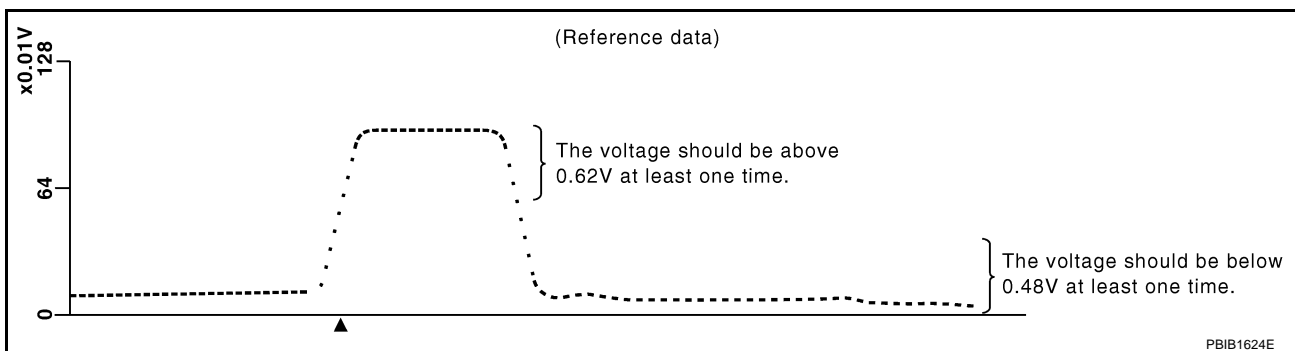 (Reference data)
x0.01V
128
64
0
The voltage should be above
0.62V at least one time.
The voltage should be below
0.48V at least one time.
PBIB1624E